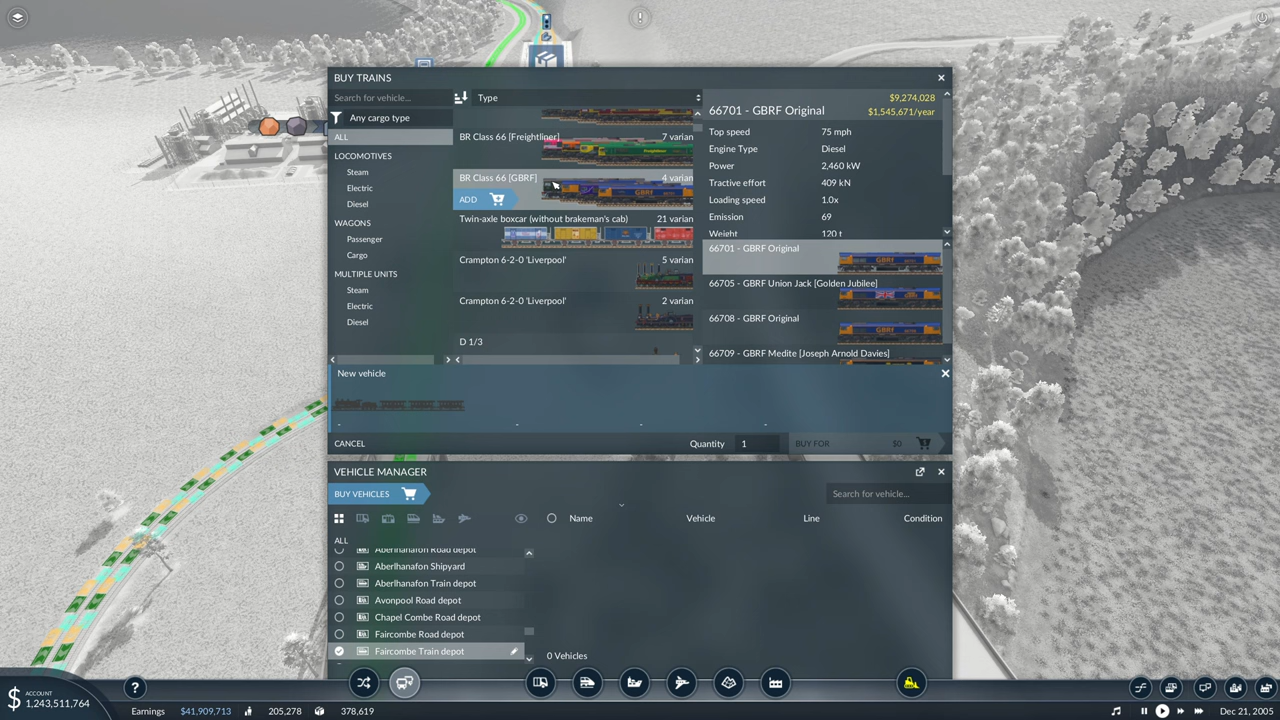 BUY TRAINS
Search for vehicle...
Type
Any cargo type
ALL
LOCOMOTIVES
Steam
Electric
Diesel
WAGONS
Passenger
Cargo
MULTIPLE UNITS
Steam
Electric
Diesel
BR Class 66 [Freightliner] 7 varian
BR Class 66 [GBRF] 4 varian
ADD
Twin-axle boxcar (without brakeman's cab) 21 varian
Crampton 6-2-0 'Liverpool' 5 varian
Crampton 6-2-0 'Liverpool' 2 varian
D 1/3
$9,274,028
66701 - GBRF Original
$1,545,671/year
Top speed 75 mph
Engine Type Diesel
Power 2,460 kW
Tractive effort 409 kN
Loading speed 1.0x
Emission 69
Weight 120 t
66701 - GBRF Original
66705 - GBRF Union Jack [Golden Jubilee]
66708 - GBRF Original
66709 - GBRF Medite [Joseph Arnold Davies]
New vehicle
CANCEL
Quantity 1
BUY FOR $0
VEHICLE MANAGER
BUY VEHICLES
Search for vehicle...
Name Vehicle Line Condition
ALL
Aberlhanafon Road depot
Aberlhanafon Shipyard
Aberlhanafon Train depot
Avonpool Road depot
Chapel Combe Road depot
Faircombe Road depot
Faircombe Train depot
0 Vehicles
$ ACCOUNT
1,243,511,764
?
Earnings $41,909,713 205,278 378,619
Dec 21, 2005